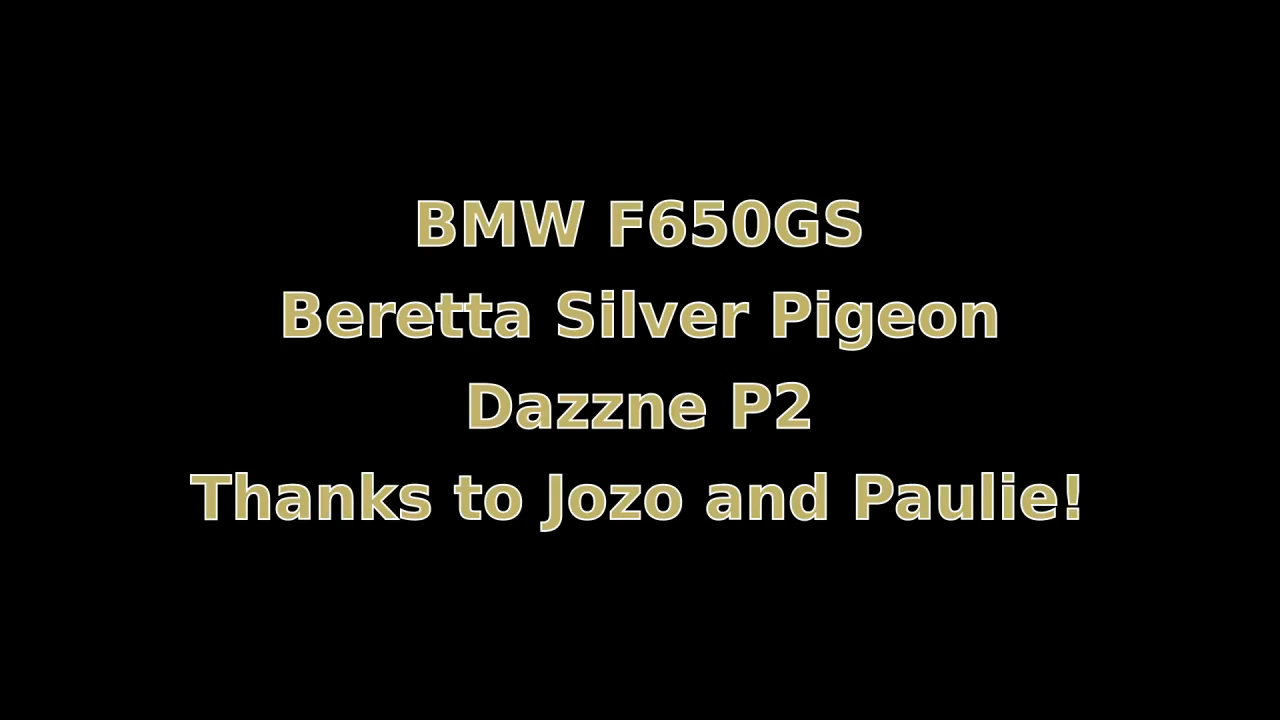 BMW F650GS
Beretta Silver Pigeon
Dazzne P2
Thanks to Jozo and Paulie!